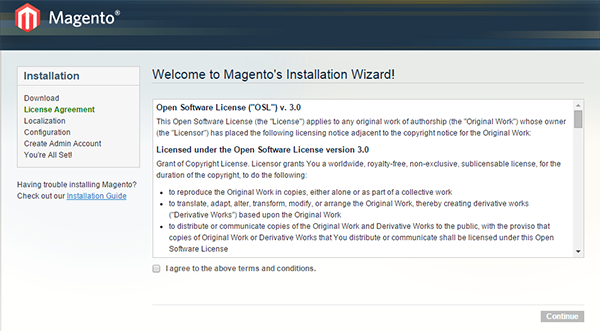 Magento®
Installation
Download
License Agreement
Localization
Configuration
Create Admin Account
You're All Set!
Having trouble installing Magento?
Check out our Installation Guide
Welcome to Magento's Installation Wizard!
Open Software License ("OSL") v. 3.0
This Open Software License (the "License") applies to any original work of authorship (the "Original Work") whose owner
(the "Licensor") has placed the following licensing notice adjacent to the copyright notice for the Original Work:
Licensed under the Open Software License version 3.0
Grant of Copyright License. Licensor grants You a worldwide, royalty-free, non-exclusive, sublicensable license, for the
duration of the copyright, to do the following:
• to reproduce the Original Work in copies, either alone or as part of a collective work
• to translate, adapt, alter, transform, modify, or arrange the Original Work, thereby creating derivative works
("Derivative Works") based upon the Original Work
• to distribute or communicate copies of the Original Work and Derivative Works to the public, with the proviso that
copies of Original Work or Derivative Works that You distribute or communicate shall be licensed under this Open
Software License
I agree to the above terms and conditions.
Continue